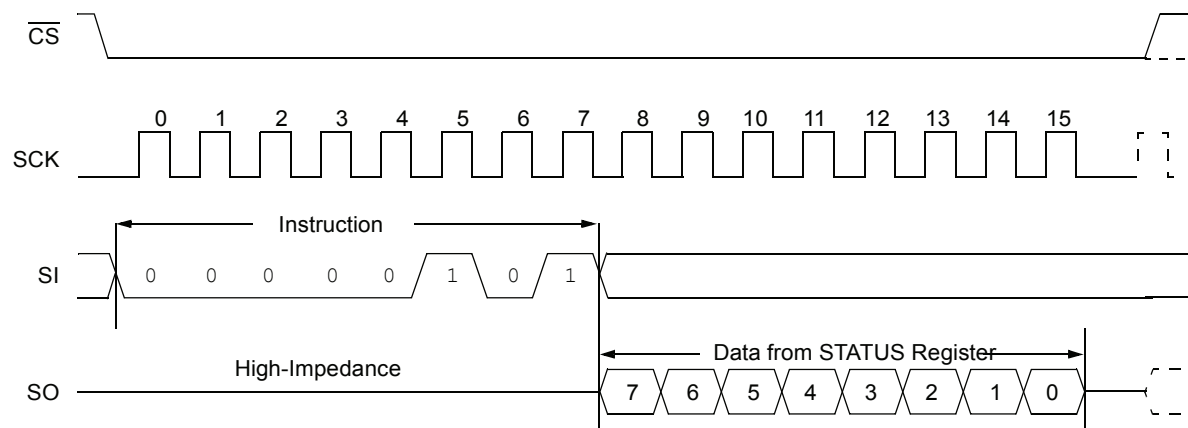 CS
0 1 2 3 4 5 6 7 8 9 10 11 12 13 14 15
SCK
Instruction
SI 0 0 0 0 0 1 0 1
Data from STATUS Register
High-Impedance
SO 7 6 5 4 3 2 1 0